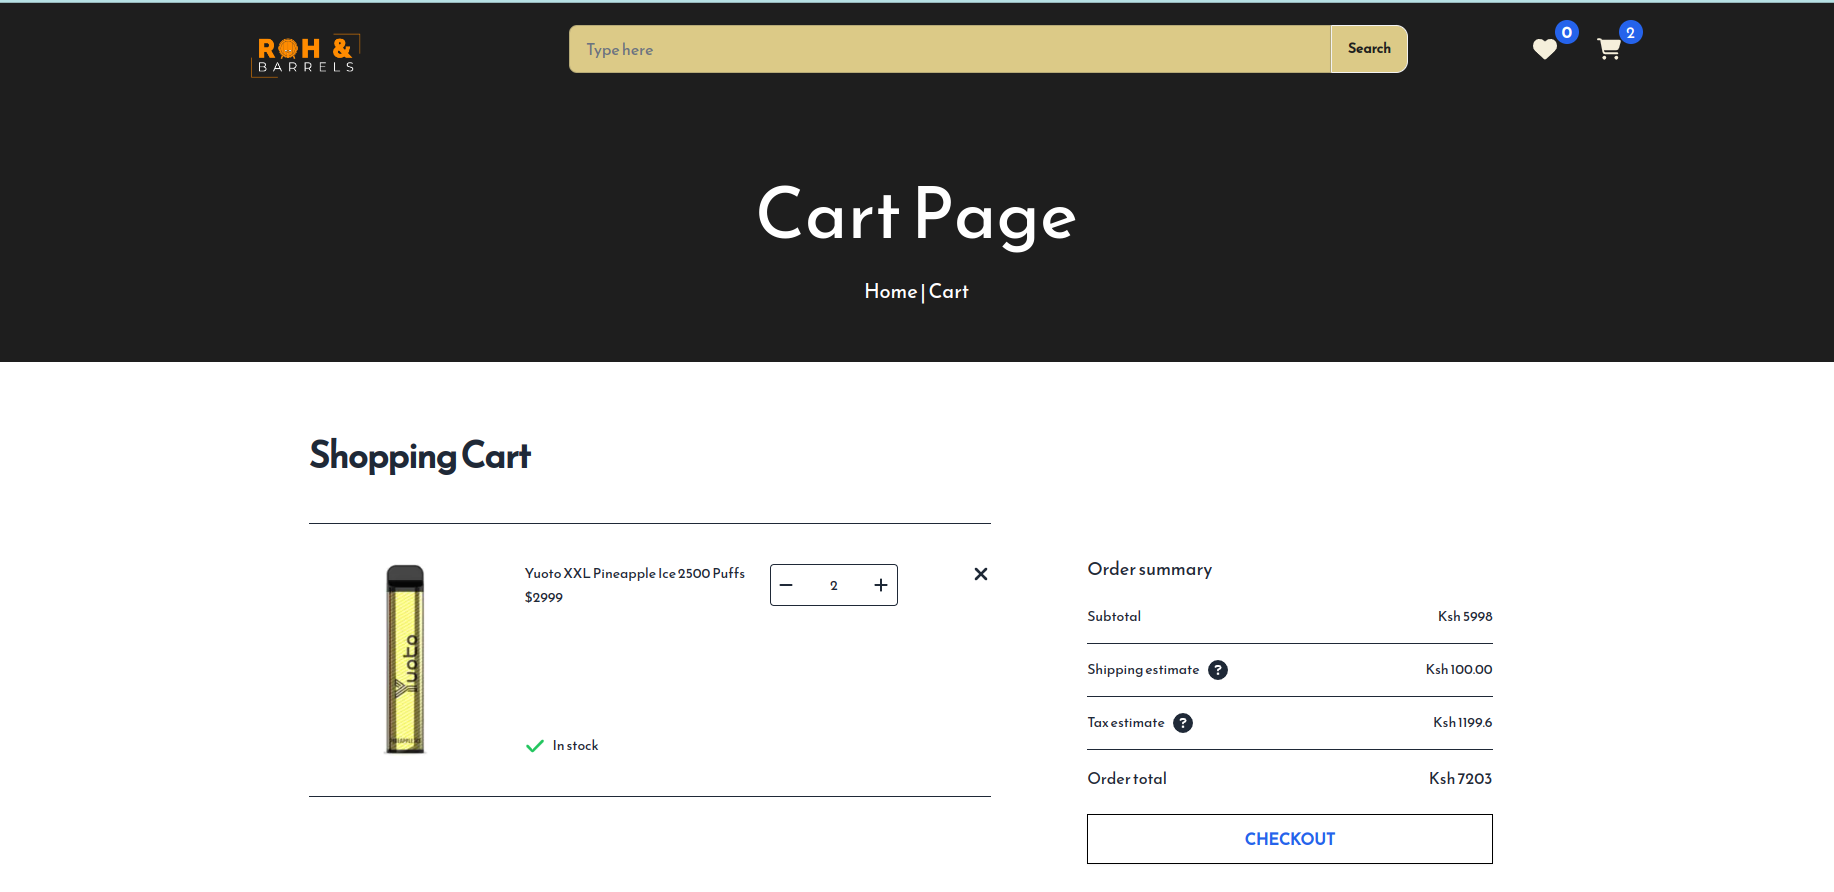 ROH &
BARRELS
Type here
Search
0
2
Cart Page
Home | Cart
Shopping Cart
Yuoto XXL Pineapple Ice 2500 Puffs
$2999
2
Yuoto
PINEAPPLE ICE
In stock
Order summary
Subtotal Ksh 5998
Shipping estimate ? Ksh 100.00
Tax estimate ? Ksh 1199.6
Order total Ksh 7203
CHECKOUT